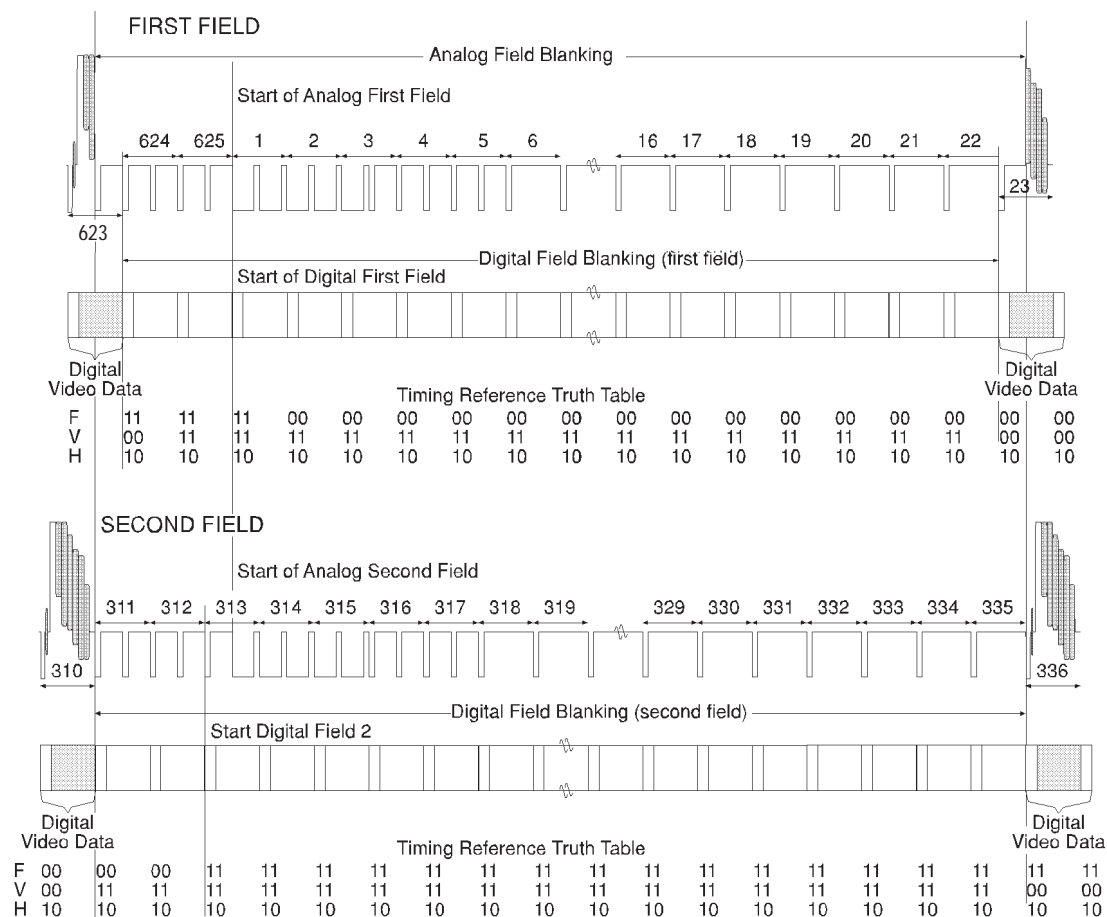 FIRST FIELD
Analog Field Blanking
Start of Analog First Field
624 625 1 2 3 4 5 6 16 17 18 19 20 21 22
23
623
Digital Field Blanking (first field)
Start of Digital First Field
Digital Video Data
Digital Video Data
Timing Reference Truth Table
F 11 11 11 00 00 00 00 00 00 00 00 00 00 00 00 00 00 00
V 00 11 11 11 11 11 11 11 11 11 11 11 11 11 11 11 00 00
H 10 10 10 10 10 10 10 10 10 10 10 10 10 10 10 10 10 10
SECOND FIELD
Start of Analog Second Field
311 312 313 314 315 316 317 318 319 329 330 331 332 333 334 335
310
336
Digital Field Blanking (second field)
Start Digital Field 2
Digital Video Data
Digital Video Data
Timing Reference Truth Table
F 00 00 00 11 11 11 11 11 11 11 11 11 11 11 11 11 11 11 11 11
V 00 11 11 11 11 11 11 11 11 11 11 11 11 11 11 11 11 11 00 00
H 10 10 10 10 10 10 10 10 10 10 10 10 10 10 10 10 10 10 10 10